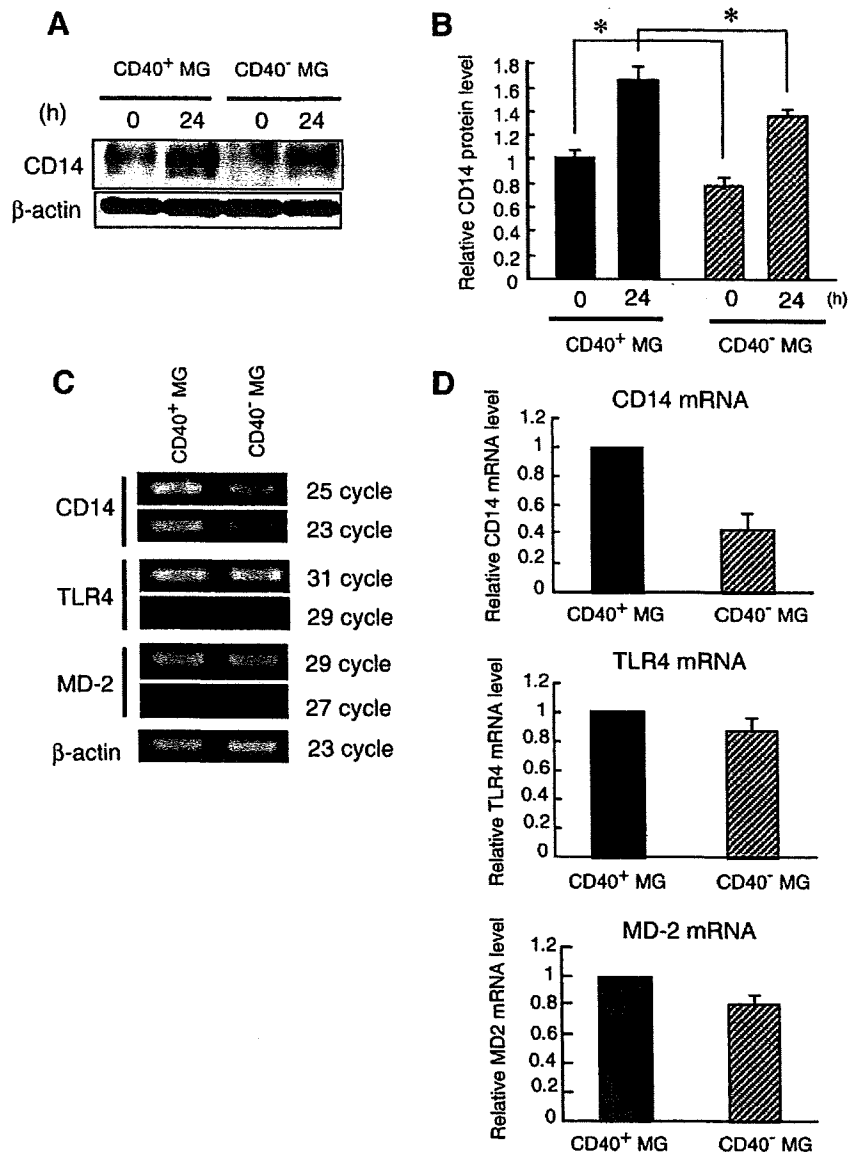 A
CD40+ MG CD40- MG
(h) 0 24 0 24
CD14
β-actin
B
* *
Relative CD14 protein level
1.8
1.6
1.4
1.2
1
0.8
0.6
0.4
0.2
0
0 24 0 24 (h)
CD40+ MG CD40- MG
C
CD40+ MG
CD40- MG
CD14
25 cycle
23 cycle
TLR4
31 cycle
29 cycle
MD-2
29 cycle
27 cycle
β-actin 23 cycle
D
CD14 mRNA
Relative CD14 mRNA level
1.2
1
0.8
0.6
0.4
0.2
0
CD40+ MG CD40- MG
TLR4 mRNA
Relative TLR4 mRNA level
1.2
1
0.8
0.6
0.4
0.2
0
CD40+ MG CD40- MG
MD-2 mRNA
Relative MD2 mRNA level
1.2
1
0.8
0.6
0.4
0.2
0
CD40+ MG CD40- MG